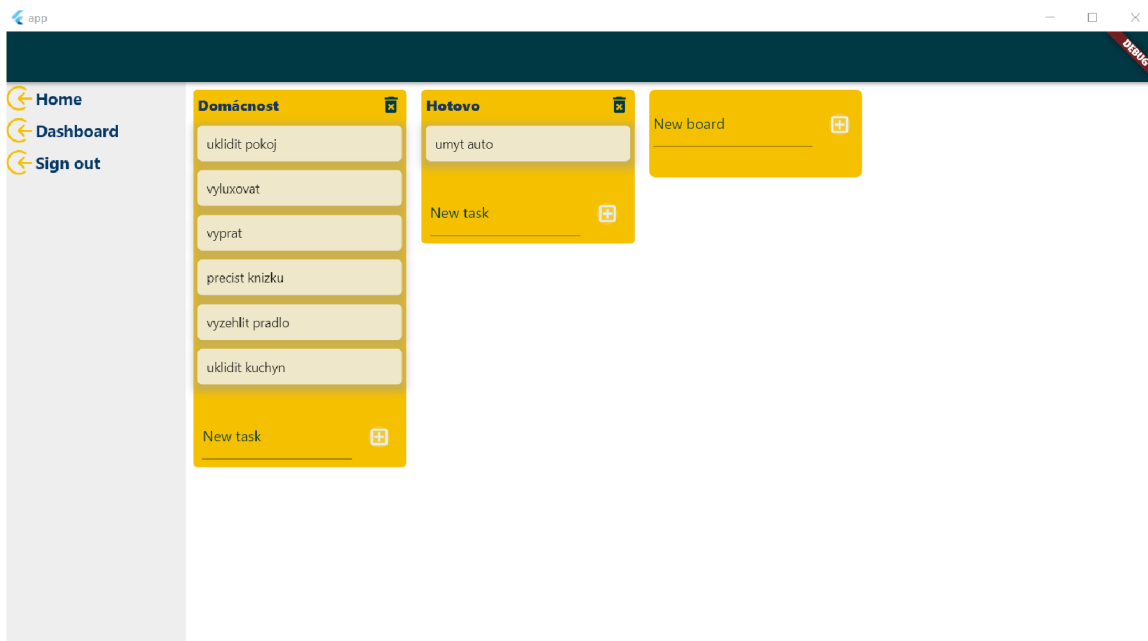 app
DEBUG
Home
Dashboard
Sign out
Domácnost
uklidit pokoj
vyluxovat
vyprat
precist knizku
vyzehlit pradlo
uklidit kuchyn
New task
Hotovo
umyt auto
New task
New board